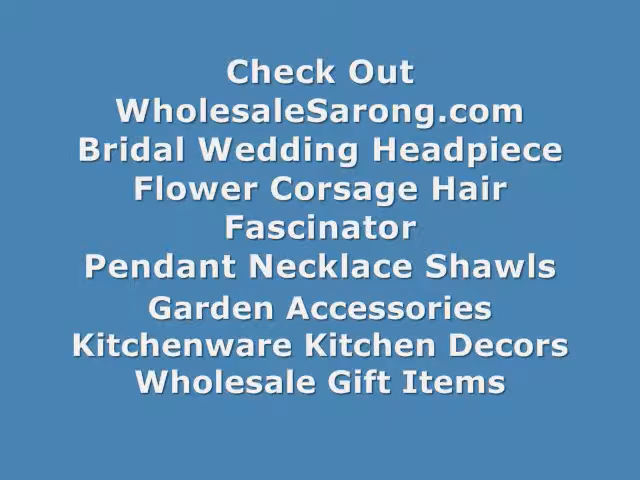 Check Out
WholesaleSarong.com
Bridal Wedding Headpiece
Flower Corsage Hair
Fascinator
Pendant Necklace Shawls
Garden Accessories
Kitchenware Kitchen Decors
Wholesale Gift Items